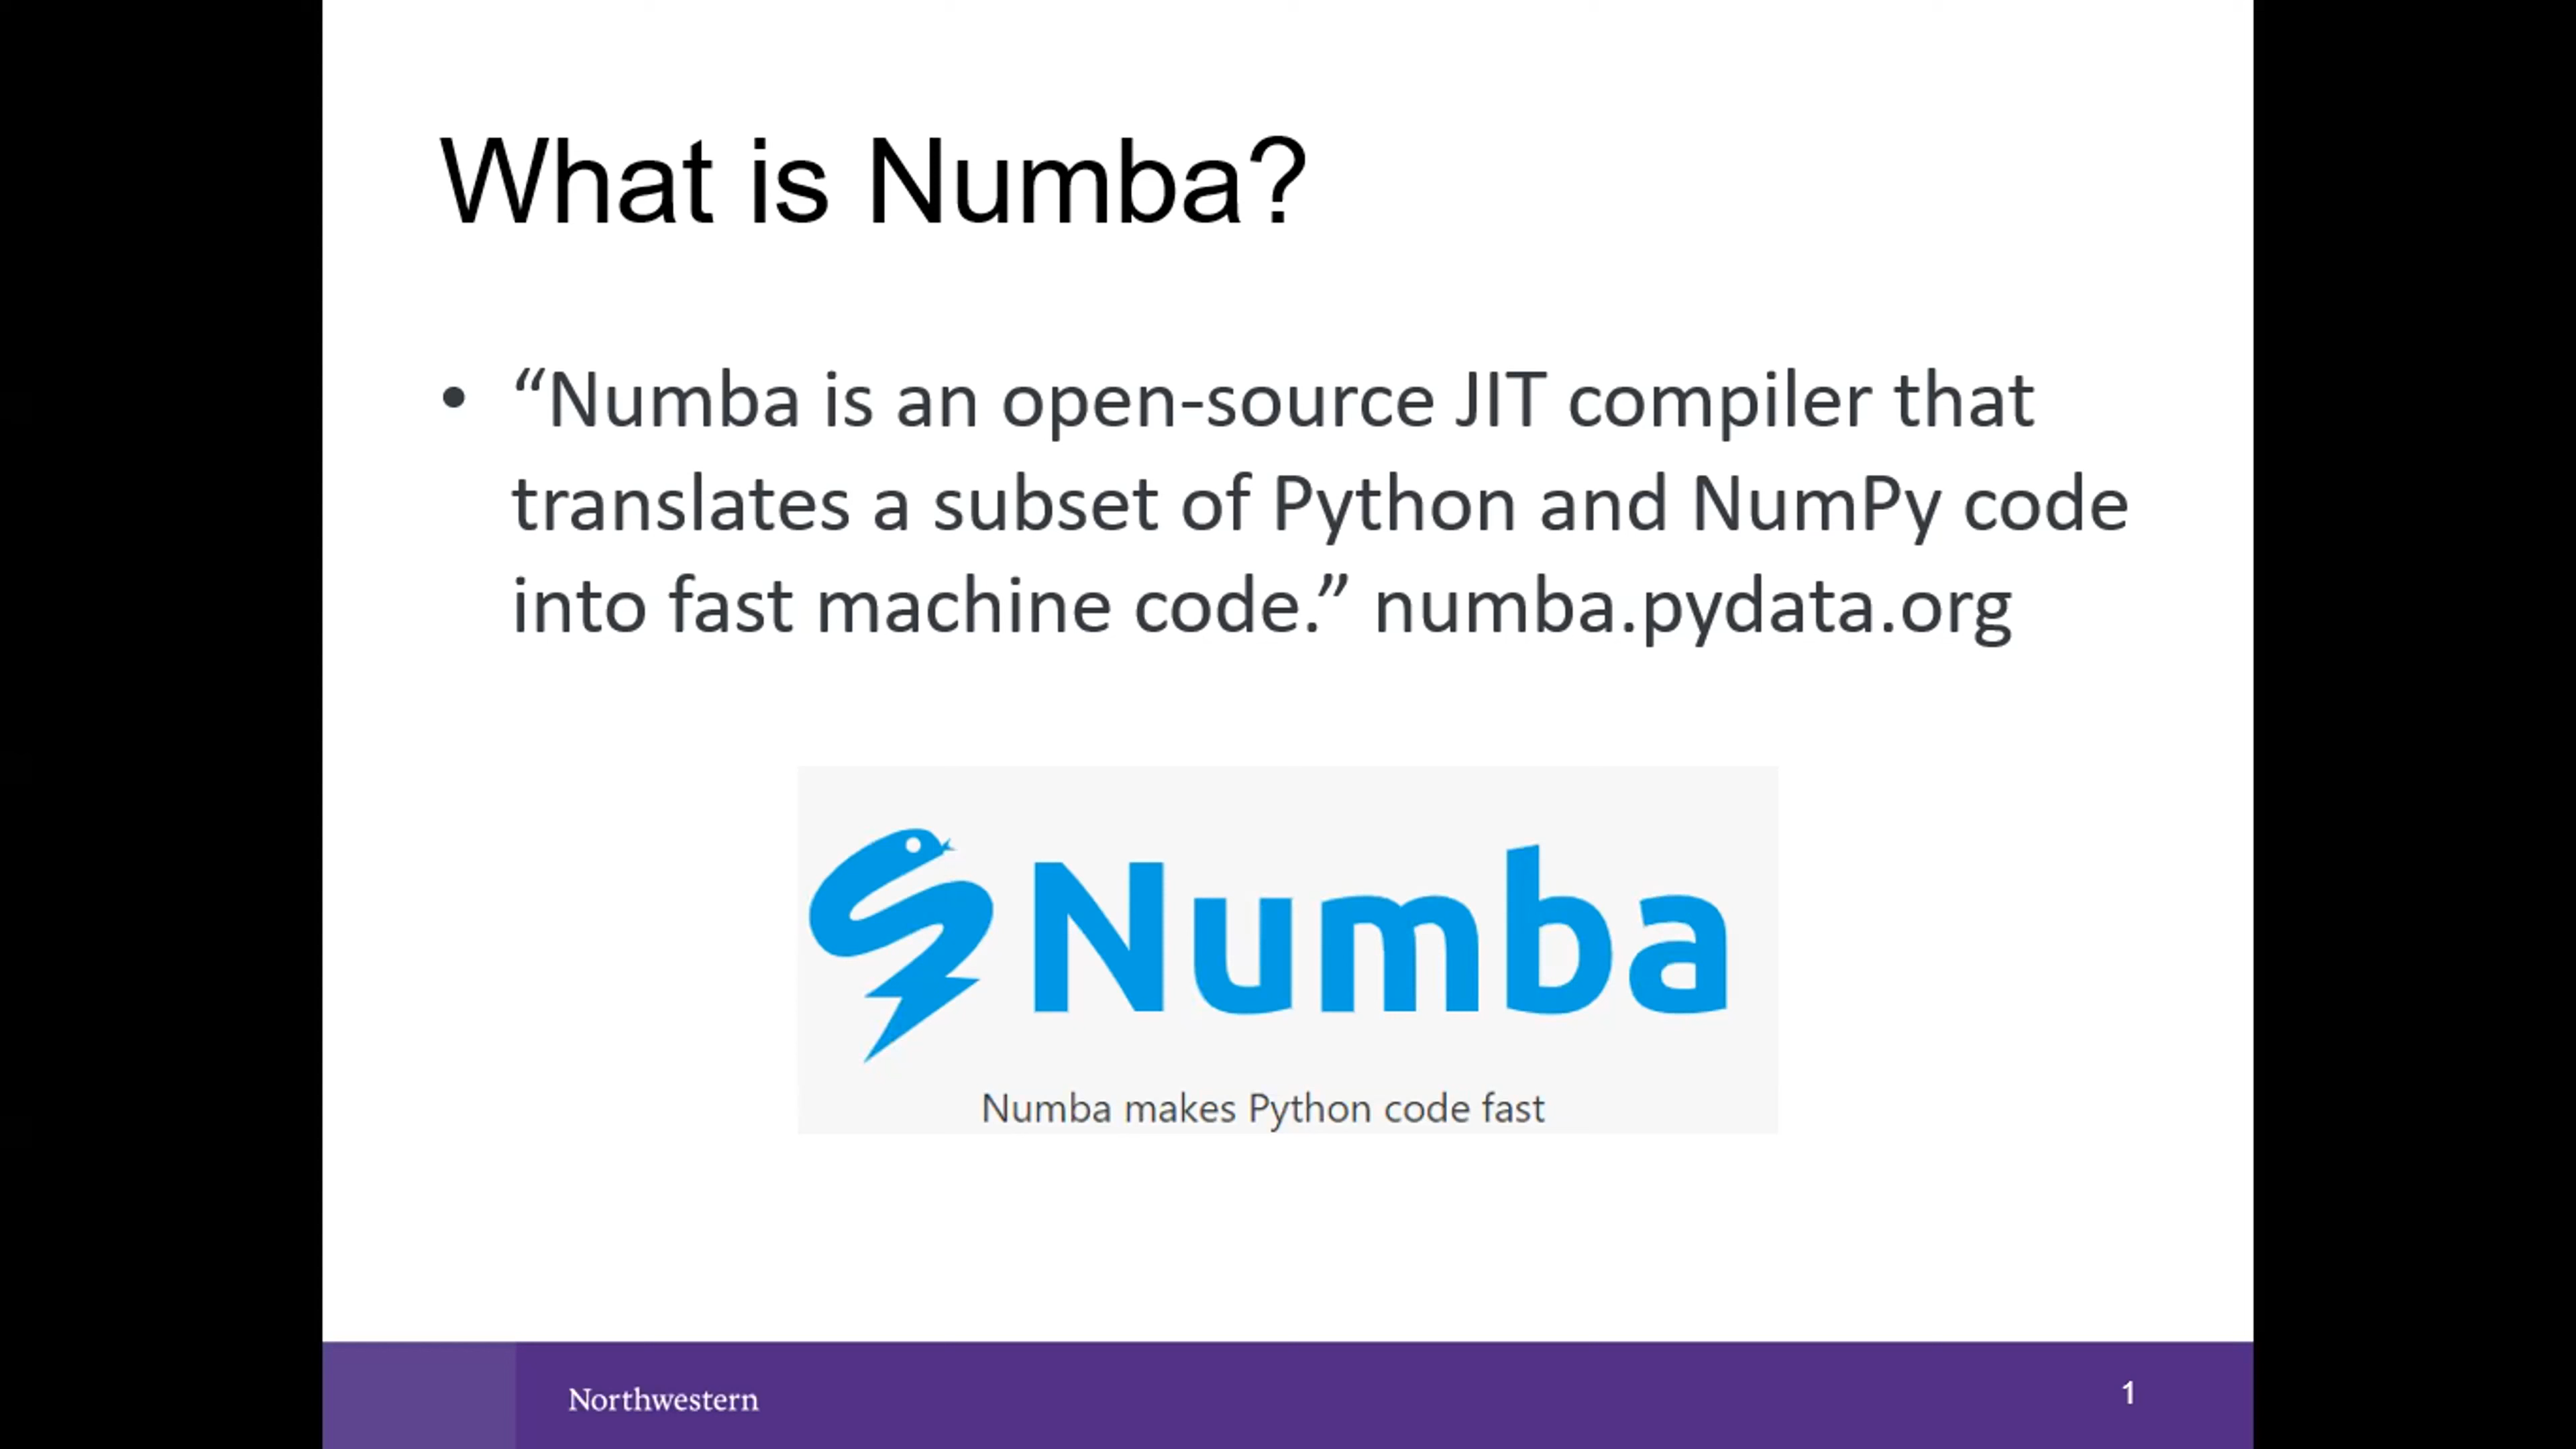 What is Numba?
• “Numba is an open-source JIT compiler that
translates a subset of Python and NumPy code
into fast machine code.” numba.pydata.org
Numba
Numba makes Python code fast
Northwestern
1